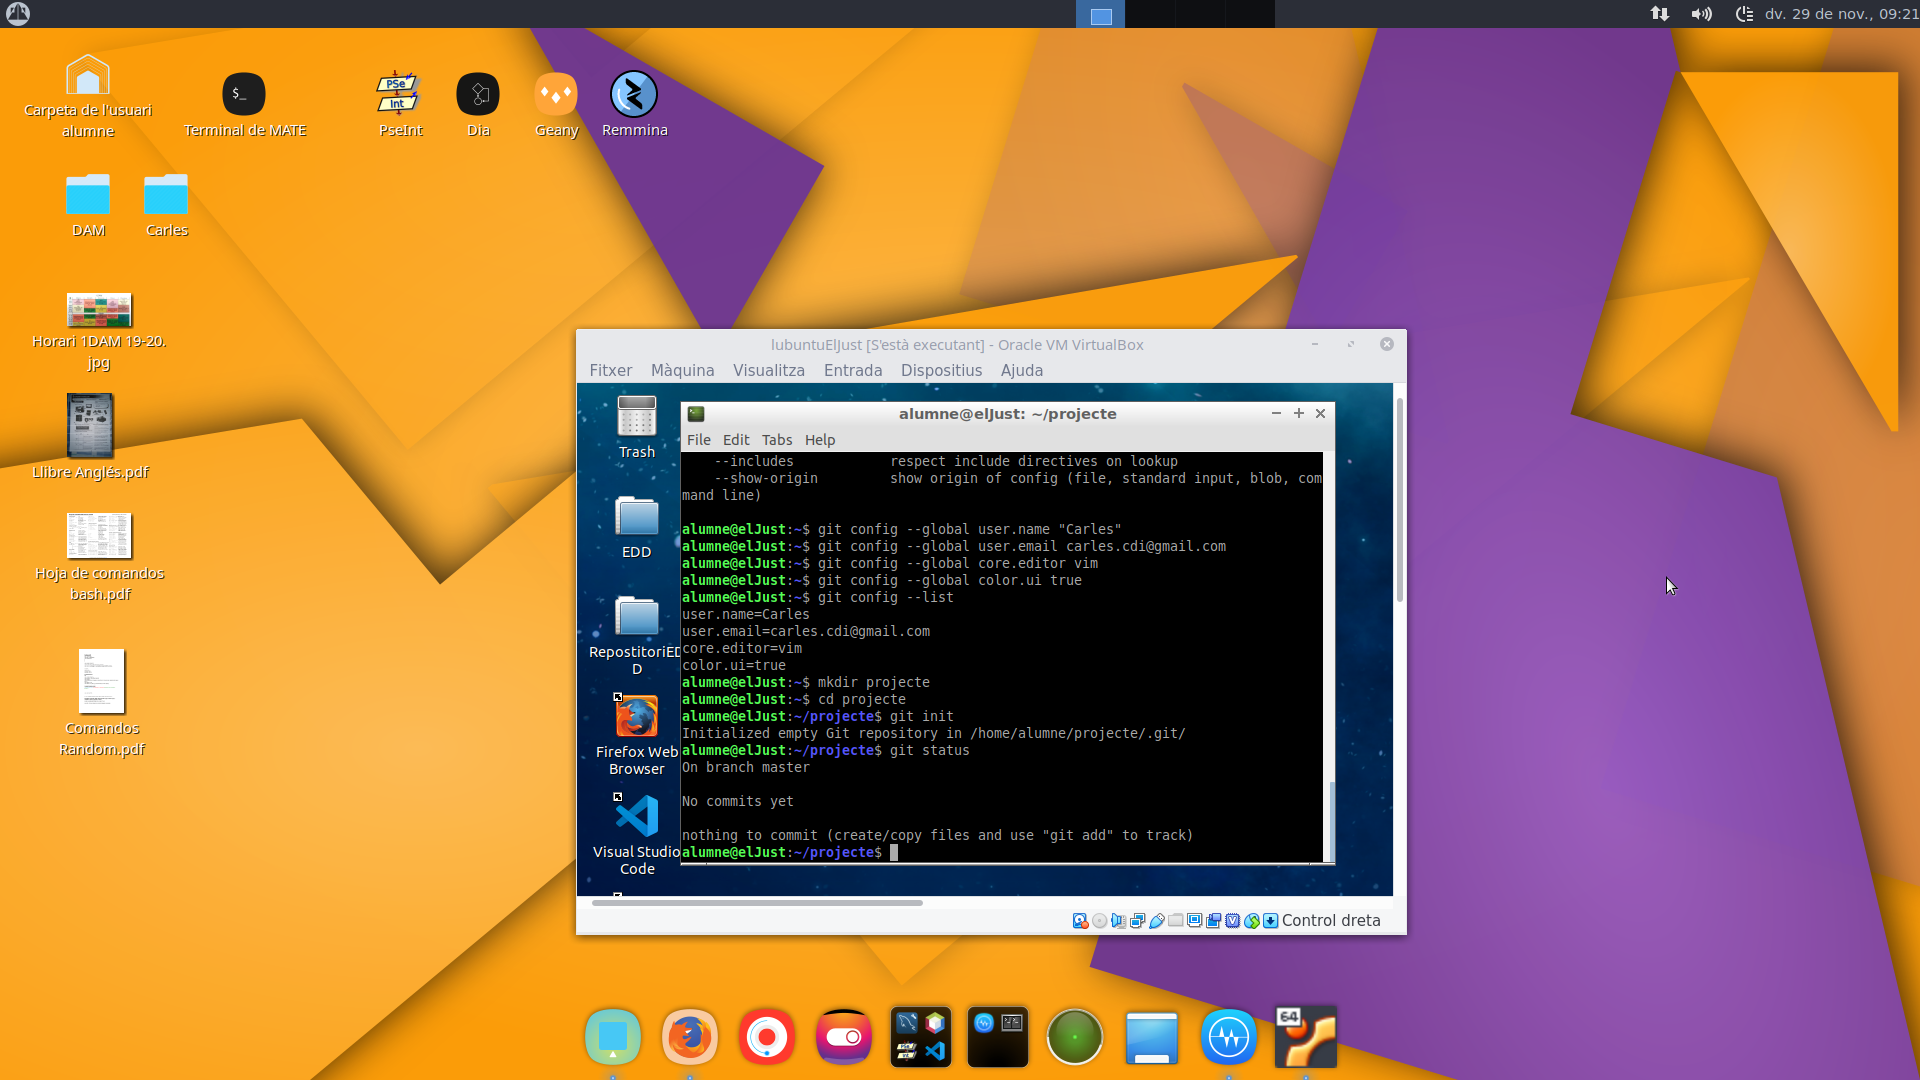 dv. 29 de nov., 09:21
Carpeta de l'usuari
alumne
$_
Terminal de MATE
PSe
Int
PseInt
Dia
Geany
Remmina
DAM
Carles
Horari 1DAM 19-20.
jpg
Llibre Anglés.pdf
Hoja de comandos
bash.pdf
Comandos
Random.pdf
lubuntuElJust [S'està executant] - Oracle VM VirtualBox
Fitxer Màquina Visualitza Entrada Dispositius Ajuda
Trash
EDD
RepostitoriED
D
Firefox Web
Browser
Visual Studio
Code
alumne@elJust: ~/projecte
File Edit Tabs Help
--includes            respect include directives on lookup
--show-origin         show origin of config (file, standard input, blob, com
mand line)
alumne@elJust:~$ git config --global user.name "Carles"
alumne@elJust:~$ git config --global user.email carles.cdi@gmail.com
alumne@elJust:~$ git config --global core.editor vim
alumne@elJust:~$ git config --global color.ui true
alumne@elJust:~$ git config --list
user.name=Carles
user.email=carles.cdi@gmail.com
core.editor=vim
color.ui=true
alumne@elJust:~$ mkdir projecte
alumne@elJust:~$ cd projecte
alumne@elJust:~/projecte$ git init
Initialized empty Git repository in /home/alumne/projecte/.git/
alumne@elJust:~/projecte$ git status
On branch master
No commits yet
nothing to commit (create/copy files and use "git add" to track)
alumne@elJust:~/projecte$
Control dreta
64